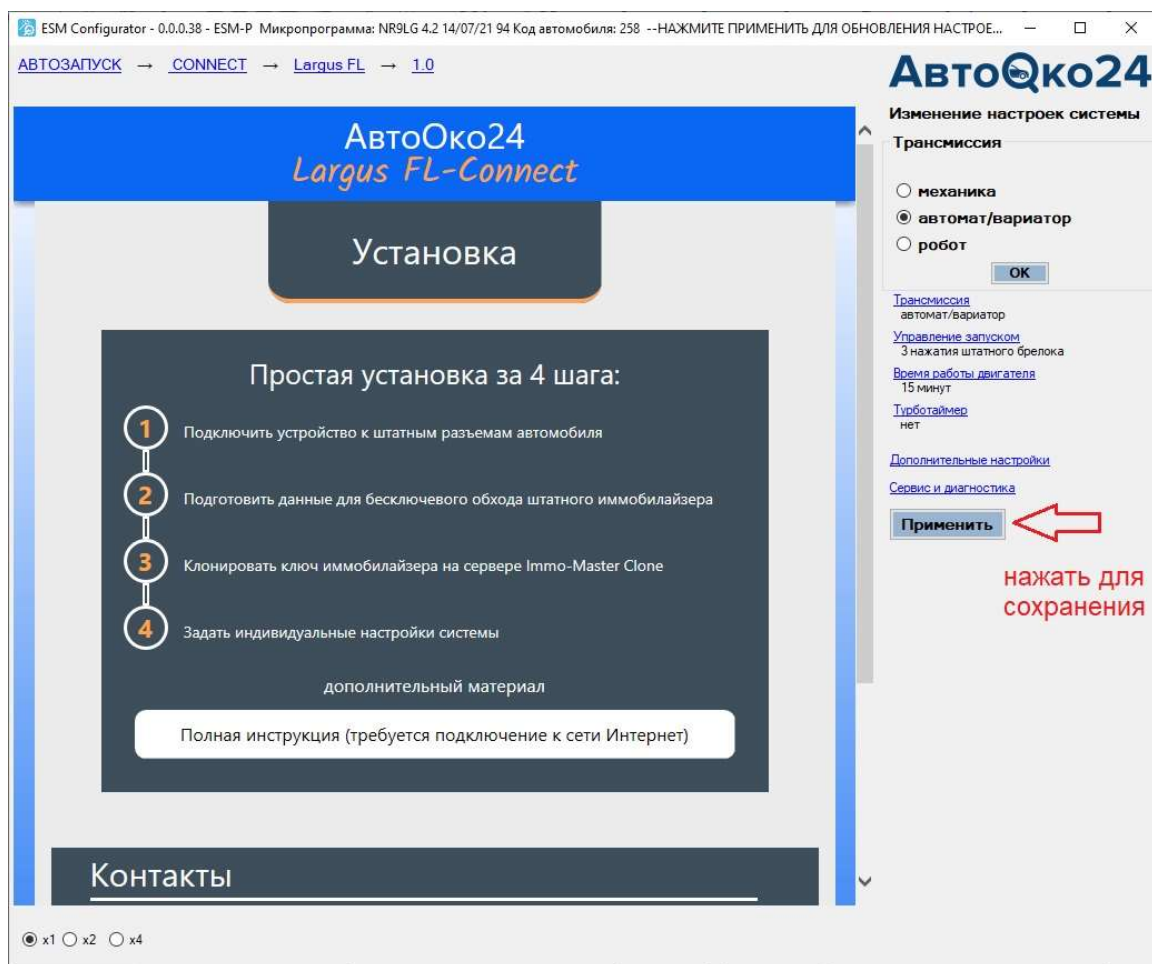 ESM Configurator - 0.0.0.38 - ESM-P Микропрограмма: NR9LG 4.2 14/07/21 94 Код автомобиля: 258 --НАЖМИТЕ ПРИМЕНИТЬ ДЛЯ ОБНОВЛЕНИЯ НАСТРОЕ...
АВТОЗАПУСК → CONNECT → Largus FL → 1.0
АвтоОко24
Largus FL-Connect
Установка
Простая установка за 4 шага:
1 Подключить устройство к штатным разъемам автомобиля
2 Подготовить данные для бесключевого обхода штатного иммобилайзера
3 Клонировать ключ иммобилайзера на сервере Immo-Master Clone
4 Задать индивидуальные настройки системы
дополнительный материал
Полная инструкция (требуется подключение к сети Интернет)
Контакты
x1 x2 x4
АвтоОко24
Изменение настроек системы
Трансмиссия
механика
автомат/вариатор
робот
ОК
Трансмиссия
автомат/вариатор
Управление запуском
3 нажатия штатного брелока
Время работы двигателя
15 минут
Турботаймер
нет
Дополнительные настройки
Сервис и диагностика
Применить
нажать для
сохранения